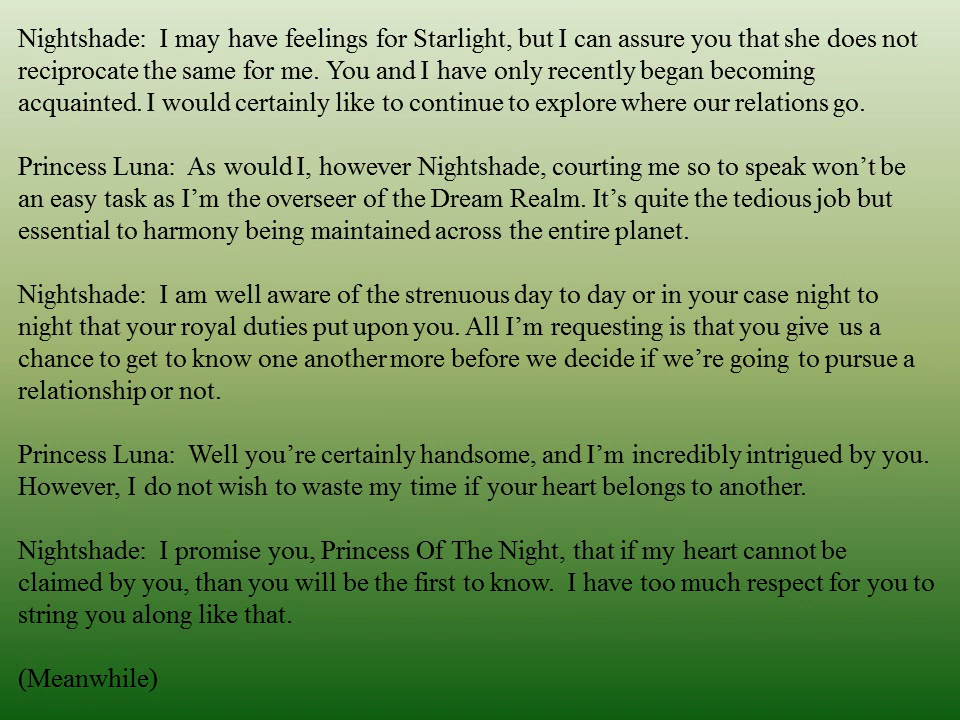 Nightshade:  I may have feelings for Starlight, but I can assure you that she does not
reciprocate the same for me. You and I have only recently began becoming
acquainted. I would certainly like to continue to explore where our relations go.

Princess Luna:  As would I, however Nightshade, courting me so to speak won’t be
an easy task as I’m the overseer of the Dream Realm. It’s quite the tedious job but
essential to harmony being maintained across the entire planet.

Nightshade:  I am well aware of the strenuous day to day or in your case night to
night that your royal duties put upon you. All I’m requesting is that you give us a
chance to get to know one another more before we decide if we’re going to pursue a
relationship or not.

Princess Luna:  Well you’re certainly handsome, and I’m incredibly intrigued by you.
However, I do not wish to waste my time if your heart belongs to another.

Nightshade:  I promise you, Princess Of The Night, that if my heart cannot be
claimed by you, than you will be the first to know.  I have too much respect for you to
string you along like that.

(Meanwhile)